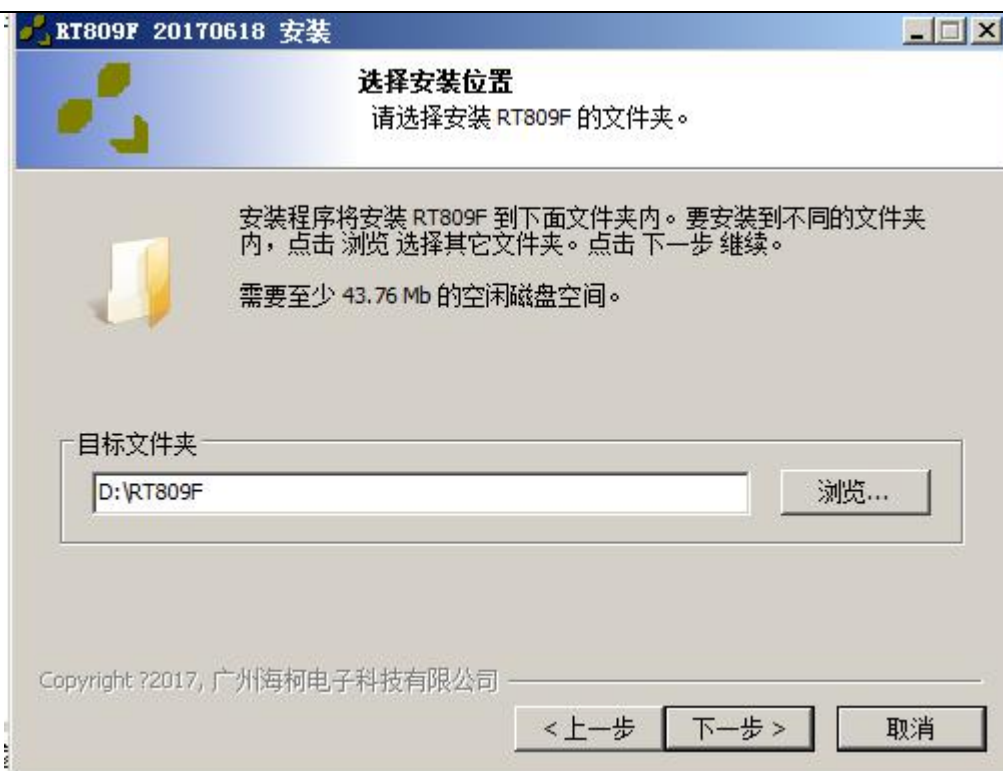 RT809F 20170618 安装
选择安装位置
请选择安装 RT809F 的文件夹。
安装程序将安装 RT809F 到下面文件夹内。要安装到不同的文件夹
内，点击 浏览 选择其它文件夹。点击 下一步 继续。
需要至少 43.76 Mb 的空闲磁盘空间。
目标文件夹
D:\RT809F
浏览...
Copyright ?2017, 广州海柯电子科技有限公司
< 上一步
下一步 >
取消